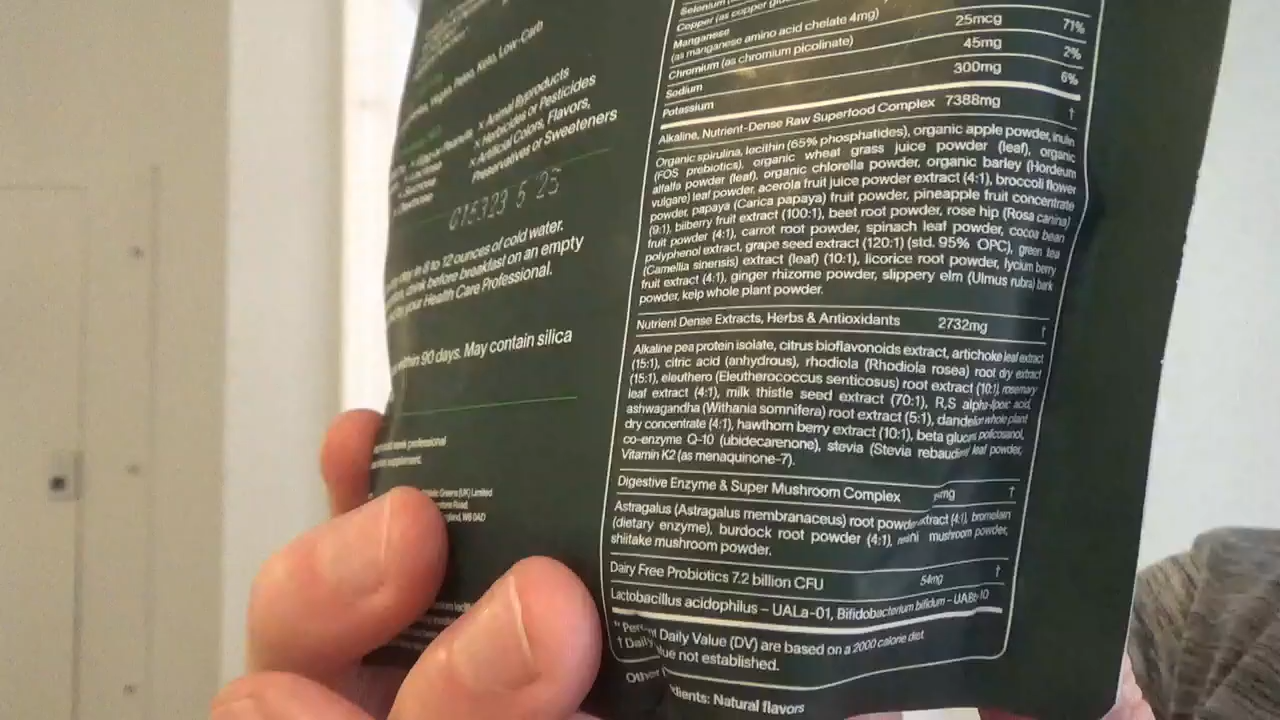 Keto, Low-Carb
× Animal Byproducts
× Herbicides or Pesticides
× Artificial Colors, Flavors,
Preservatives or Sweeteners
day in 8 to 12 ounces of cold water.
drink before breakfast on an empty
by your Health Care Professional.
within 90 days. May contain silica
professional
supplement.
Greens (UK) Limited
Road,
W6 0AD
Copper (as copper
Manganese
(as manganese amino acid chelate 4mg) 25mcg 71%
Chromium (as chromium picolinate) 45mg 2%
Sodium 300mg 6%
Potassium
Alkaline, Nutrient-Dense Raw Superfood Complex 7388mg †
Organic spirulina, lecithin (65% phosphatides), organic apple powder, inulin
(FOS prebiotics), organic wheat grass juice powder (leaf), organic
alfalfa powder (leaf), organic chlorella powder, organic barley (Hordeum
vulgare) leaf powder, acerola fruit juice powder extract (4:1), broccoli flower
powder, papaya (Carica papaya) fruit powder, pineapple fruit concentrate
(9:1), bilberry fruit extract (100:1), beet root powder, rose hip (Rosa canina)
fruit powder (4:1), carrot root powder, spinach leaf powder, cocoa bean
polyphenol extract, grape seed extract (120:1) (std. 95% OPC), green tea
(Camellia sinensis) extract (leaf) (10:1), licorice root powder, lycium berry
fruit extract (4:1), ginger rhizome powder, slippery elm (Ulmus rubra) bark
powder, kelp whole plant powder.
Nutrient Dense Extracts, Herbs & Antioxidants 2732mg †
Alkaline pea protein isolate, citrus bioflavonoids extract, artichoke leaf extract
(15:1), citric acid (anhydrous), rhodiola (Rhodiola rosea) root dry extract
(15:1), eleuthero (Eleutherococcus senticosus) root extract (10:1), rosemary
leaf extract (4:1), milk thistle seed extract (70:1), R,S alpha-lipoic acid,
ashwagandha (Withania somnifera) root extract (5:1), dandelion whole plant
dry concentrate (4:1), hawthorn berry extract (10:1), beta glucans, policosanol,
co-enzyme Q-10 (ubidecarenone), stevia (Stevia rebaudiana) leaf powder,
Vitamin K2 (as menaquinone-7).
Digestive Enzyme & Super Mushroom Complex †
Astragalus (Astragalus membranaceus) root powder extract (4:1), bromelain
(dietary enzyme), burdock root powder (4:1), mushroom powder,
shiitake mushroom powder.
Dairy Free Probiotics 7.2 billion CFU 54mg †
Lactobacillus acidophilus – UALa-01, Bifidobacterium bifidum –
Daily Value (DV) are based on a 2000 calorie diet.
not established.
Natural flavors